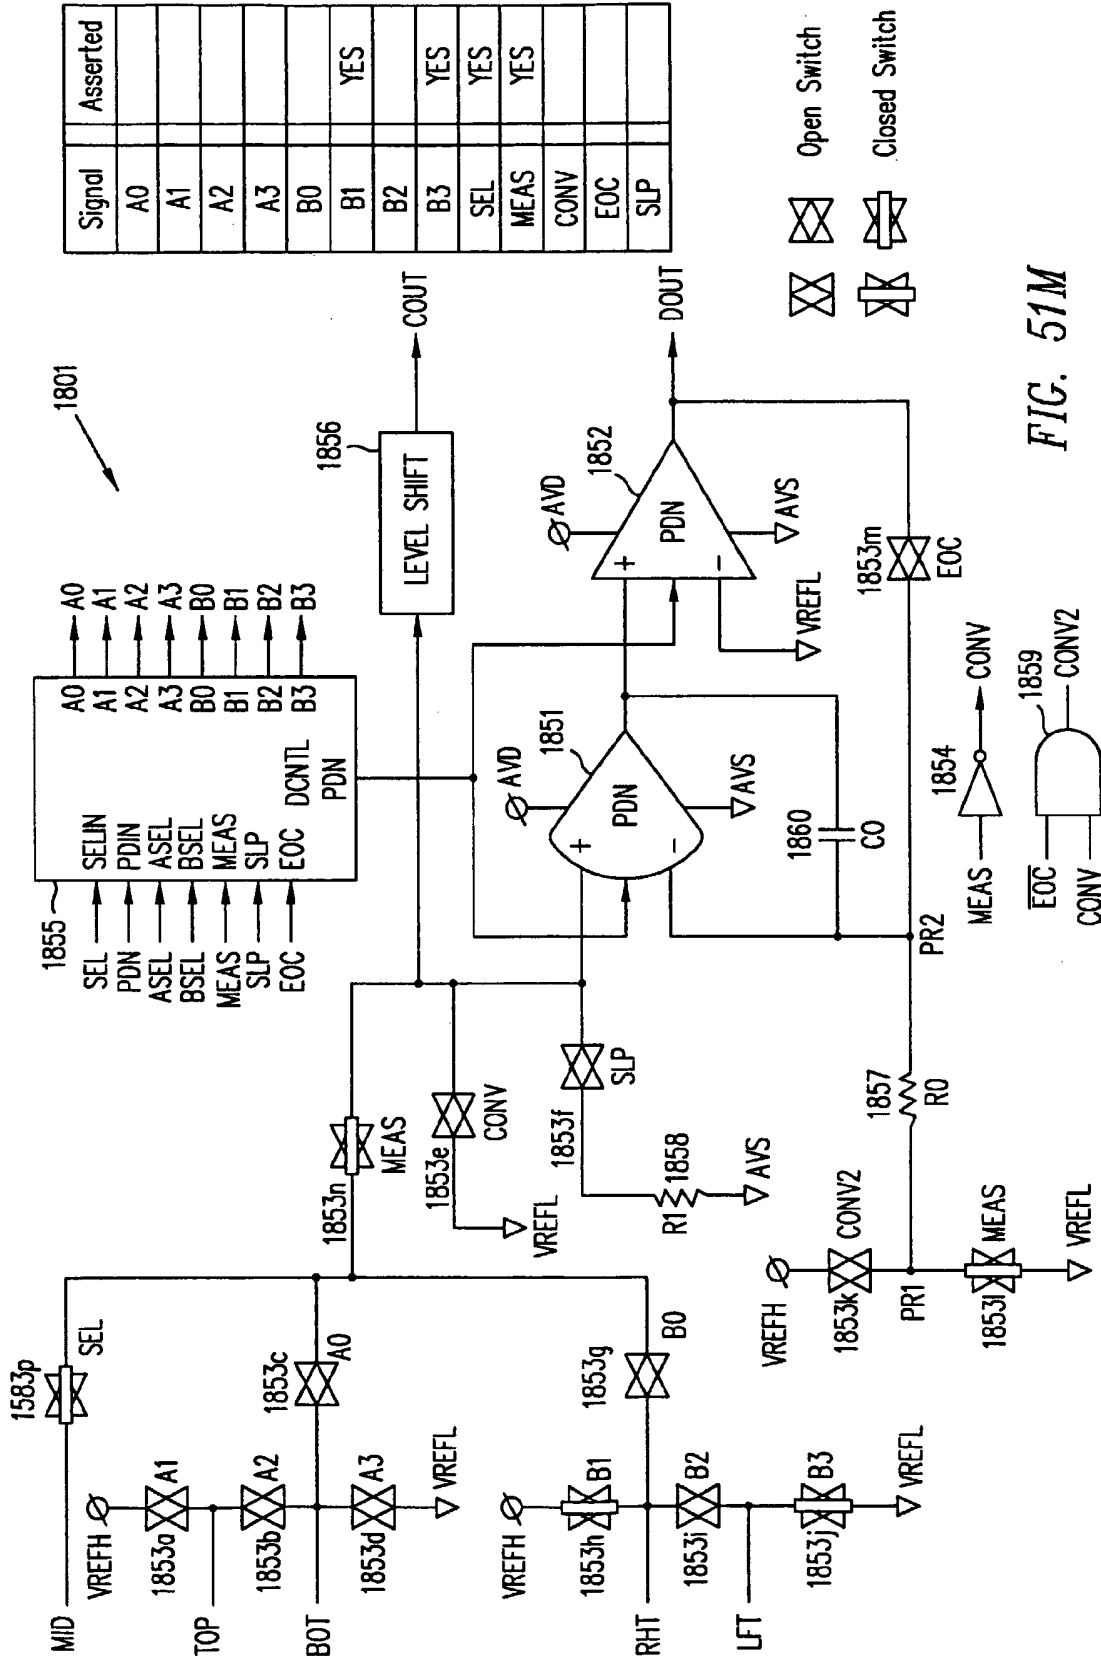 Signal Asserted
A0
A1
A2
A3
B0
B1 YES
B2
B3 YES
SEL YES
MEAS YES
CONV
EOC
SLP
Open Switch
Closed Switch
FIG. 51M
1801
1855
SEL
PDN
ASEL
BSEL
MEAS
SLP
EOC
SELIN
PDIN
ASEL
BSEL
MEAS
SLP
EOC
DCNTL
PDN
A0 A0
A1 A1
A2 A2
A3 A3
B0 B0
B1 B1
B2 B2
B3 B3
1856
LEVEL SHIFT
COUT
MID
1583p
SEL
VREFH
1853a
A1
TOP
1853b
A2
1853c
A0
BOT
1853d
A3
VREFL
1853n
MEAS
1853e
CONV
VREFL
1853f
SLP
R1
1858
AVS
AVD
1851
+
PDN
−
AVS
1860
C0
AVD
1852
+
PDN
−
AVS
VREFL
DOUT
1853m
EOC
VREFH
1853h
B1
1853g
B0
RHT
1853i
B2
LFT
1853j
B3
VREFL
VREFH
1853k
CONV2
PR1
1853l
MEAS
VREFL
1857
R0
PR2
MEAS
1854
CONV
EOC
CONV
1859
CONV2